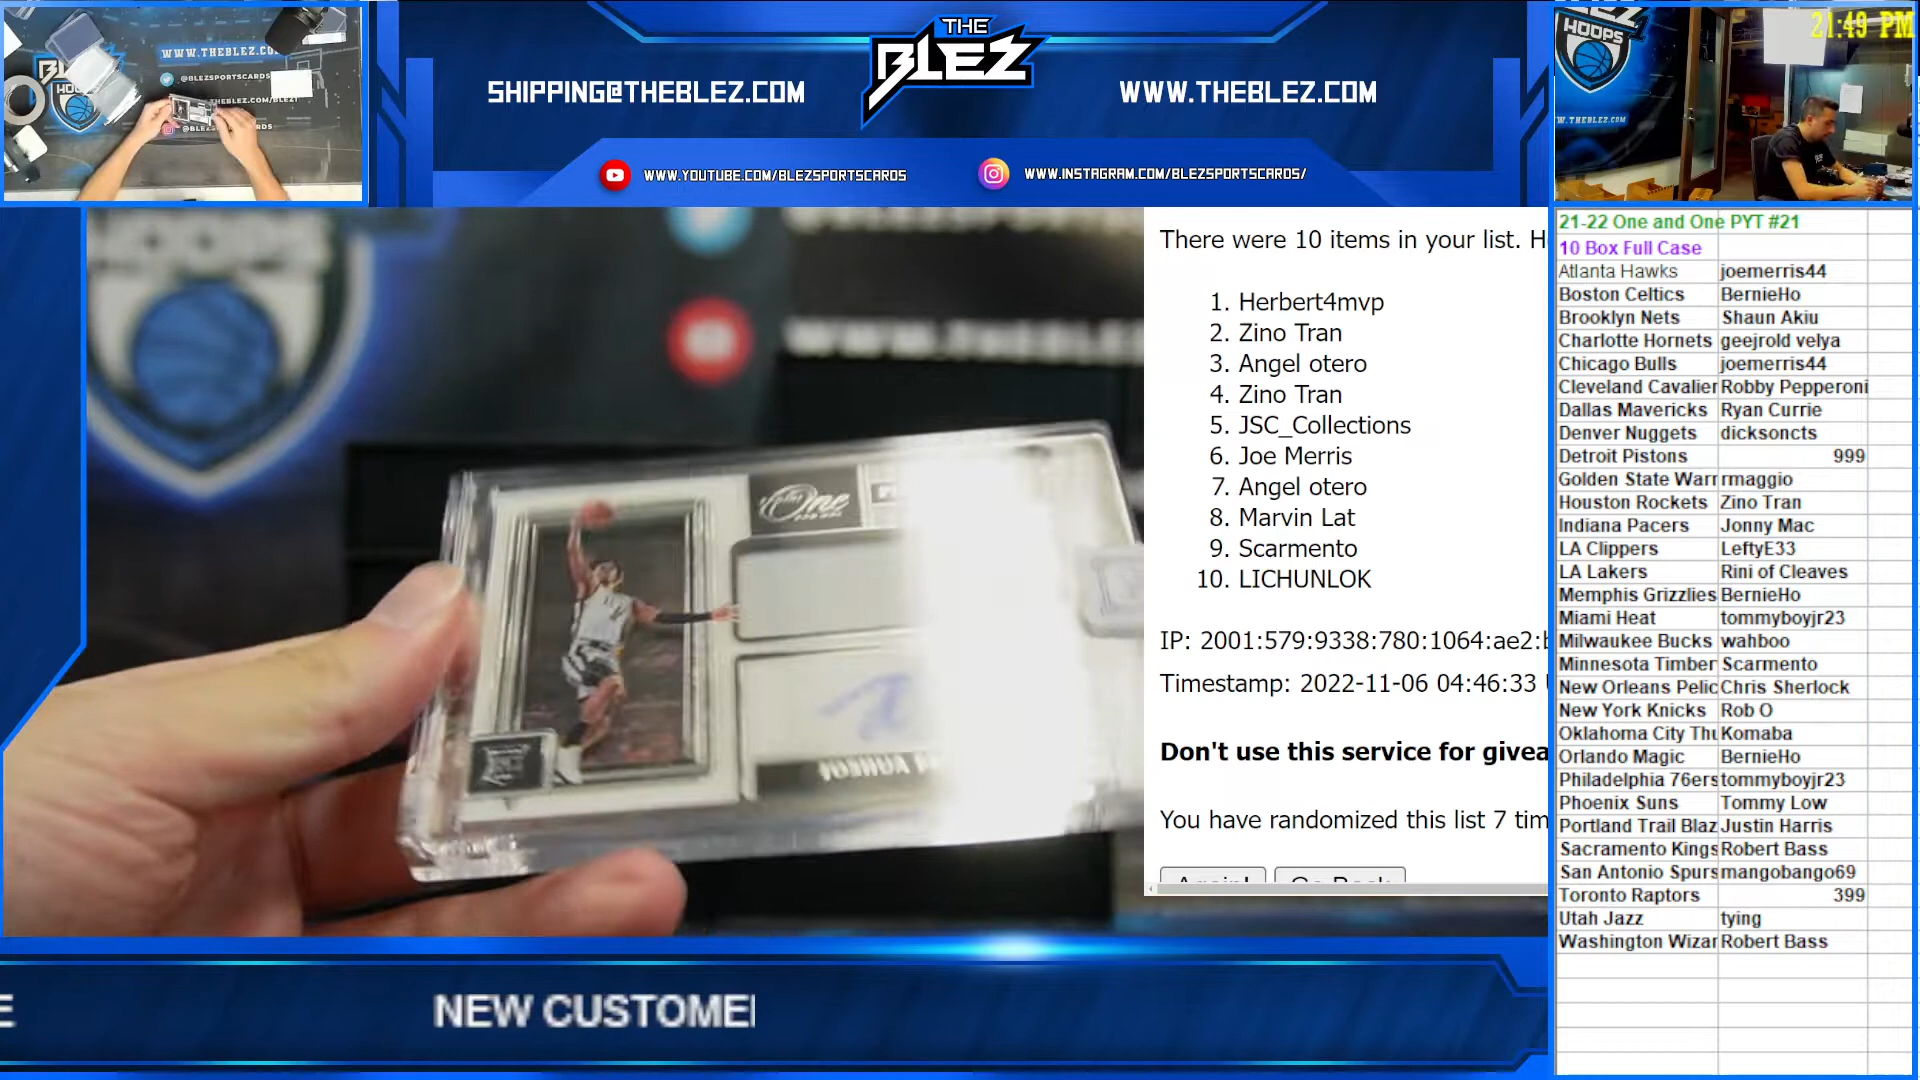 WWW.THEBLEZ.CO
@BLEZSPORTSCARDS
THE
BLEZ
SHIPPING@THEBLEZ.COM
WWW.THEBLEZ.COM
WWW.YOUTUBE.COM/BLEZSPORTSCARDS
WWW.INSTAGRAM.COM/BLEZSPORTSCARDS/
HOOPS
W.THEBLEZ.COM
21:49 PM
One
JOSHUA
There were 10 items in your list. H
1. Herbert4mvp
2. Zino Tran
3. Angel otero
4. Zino Tran
5. JSC_Collections
6. Joe Merris
7. Angel otero
8. Marvin Lat
9. Scarmento
10. LICHUNLOK
IP: 2001:579:9338:780:1064:ae2:
Timestamp: 2022-11-06 04:46:33
Don't use this service for givea
You have randomized this list 7 tim
Again! Go Back
21-22 One and One PYT #21
10 Box Full Case
Atlanta Hawks joemerris44
Boston Celtics BernieHo
Brooklyn Nets Shaun Akiu
Charlotte Hornets geejrold velya
Chicago Bulls joemerris44
Cleveland Cavalier Robby Pepperoni
Dallas Mavericks Ryan Currie
Denver Nuggets dicksoncts
Detroit Pistons 999
Golden State Warr rmaggio
Houston Rockets Zino Tran
Indiana Pacers Jonny Mac
LA Clippers LeftyE33
LA Lakers Rini of Cleaves
Memphis Grizzlies BernieHo
Miami Heat tommyboyjr23
Milwaukee Bucks wahboo
Minnesota Timber Scarmento
New Orleans Pelic Chris Sherlock
New York Knicks Rob O
Oklahoma City Thu Komaba
Orlando Magic BernieHo
Philadelphia 76ers tommyboyjr23
Phoenix Suns Tommy Low
Portland Trail Blaz Justin Harris
Sacramento Kings Robert Bass
San Antonio Spurs mangobango69
Toronto Raptors 399
Utah Jazz tying
Washington Wizar Robert Bass
E NEW CUSTOME